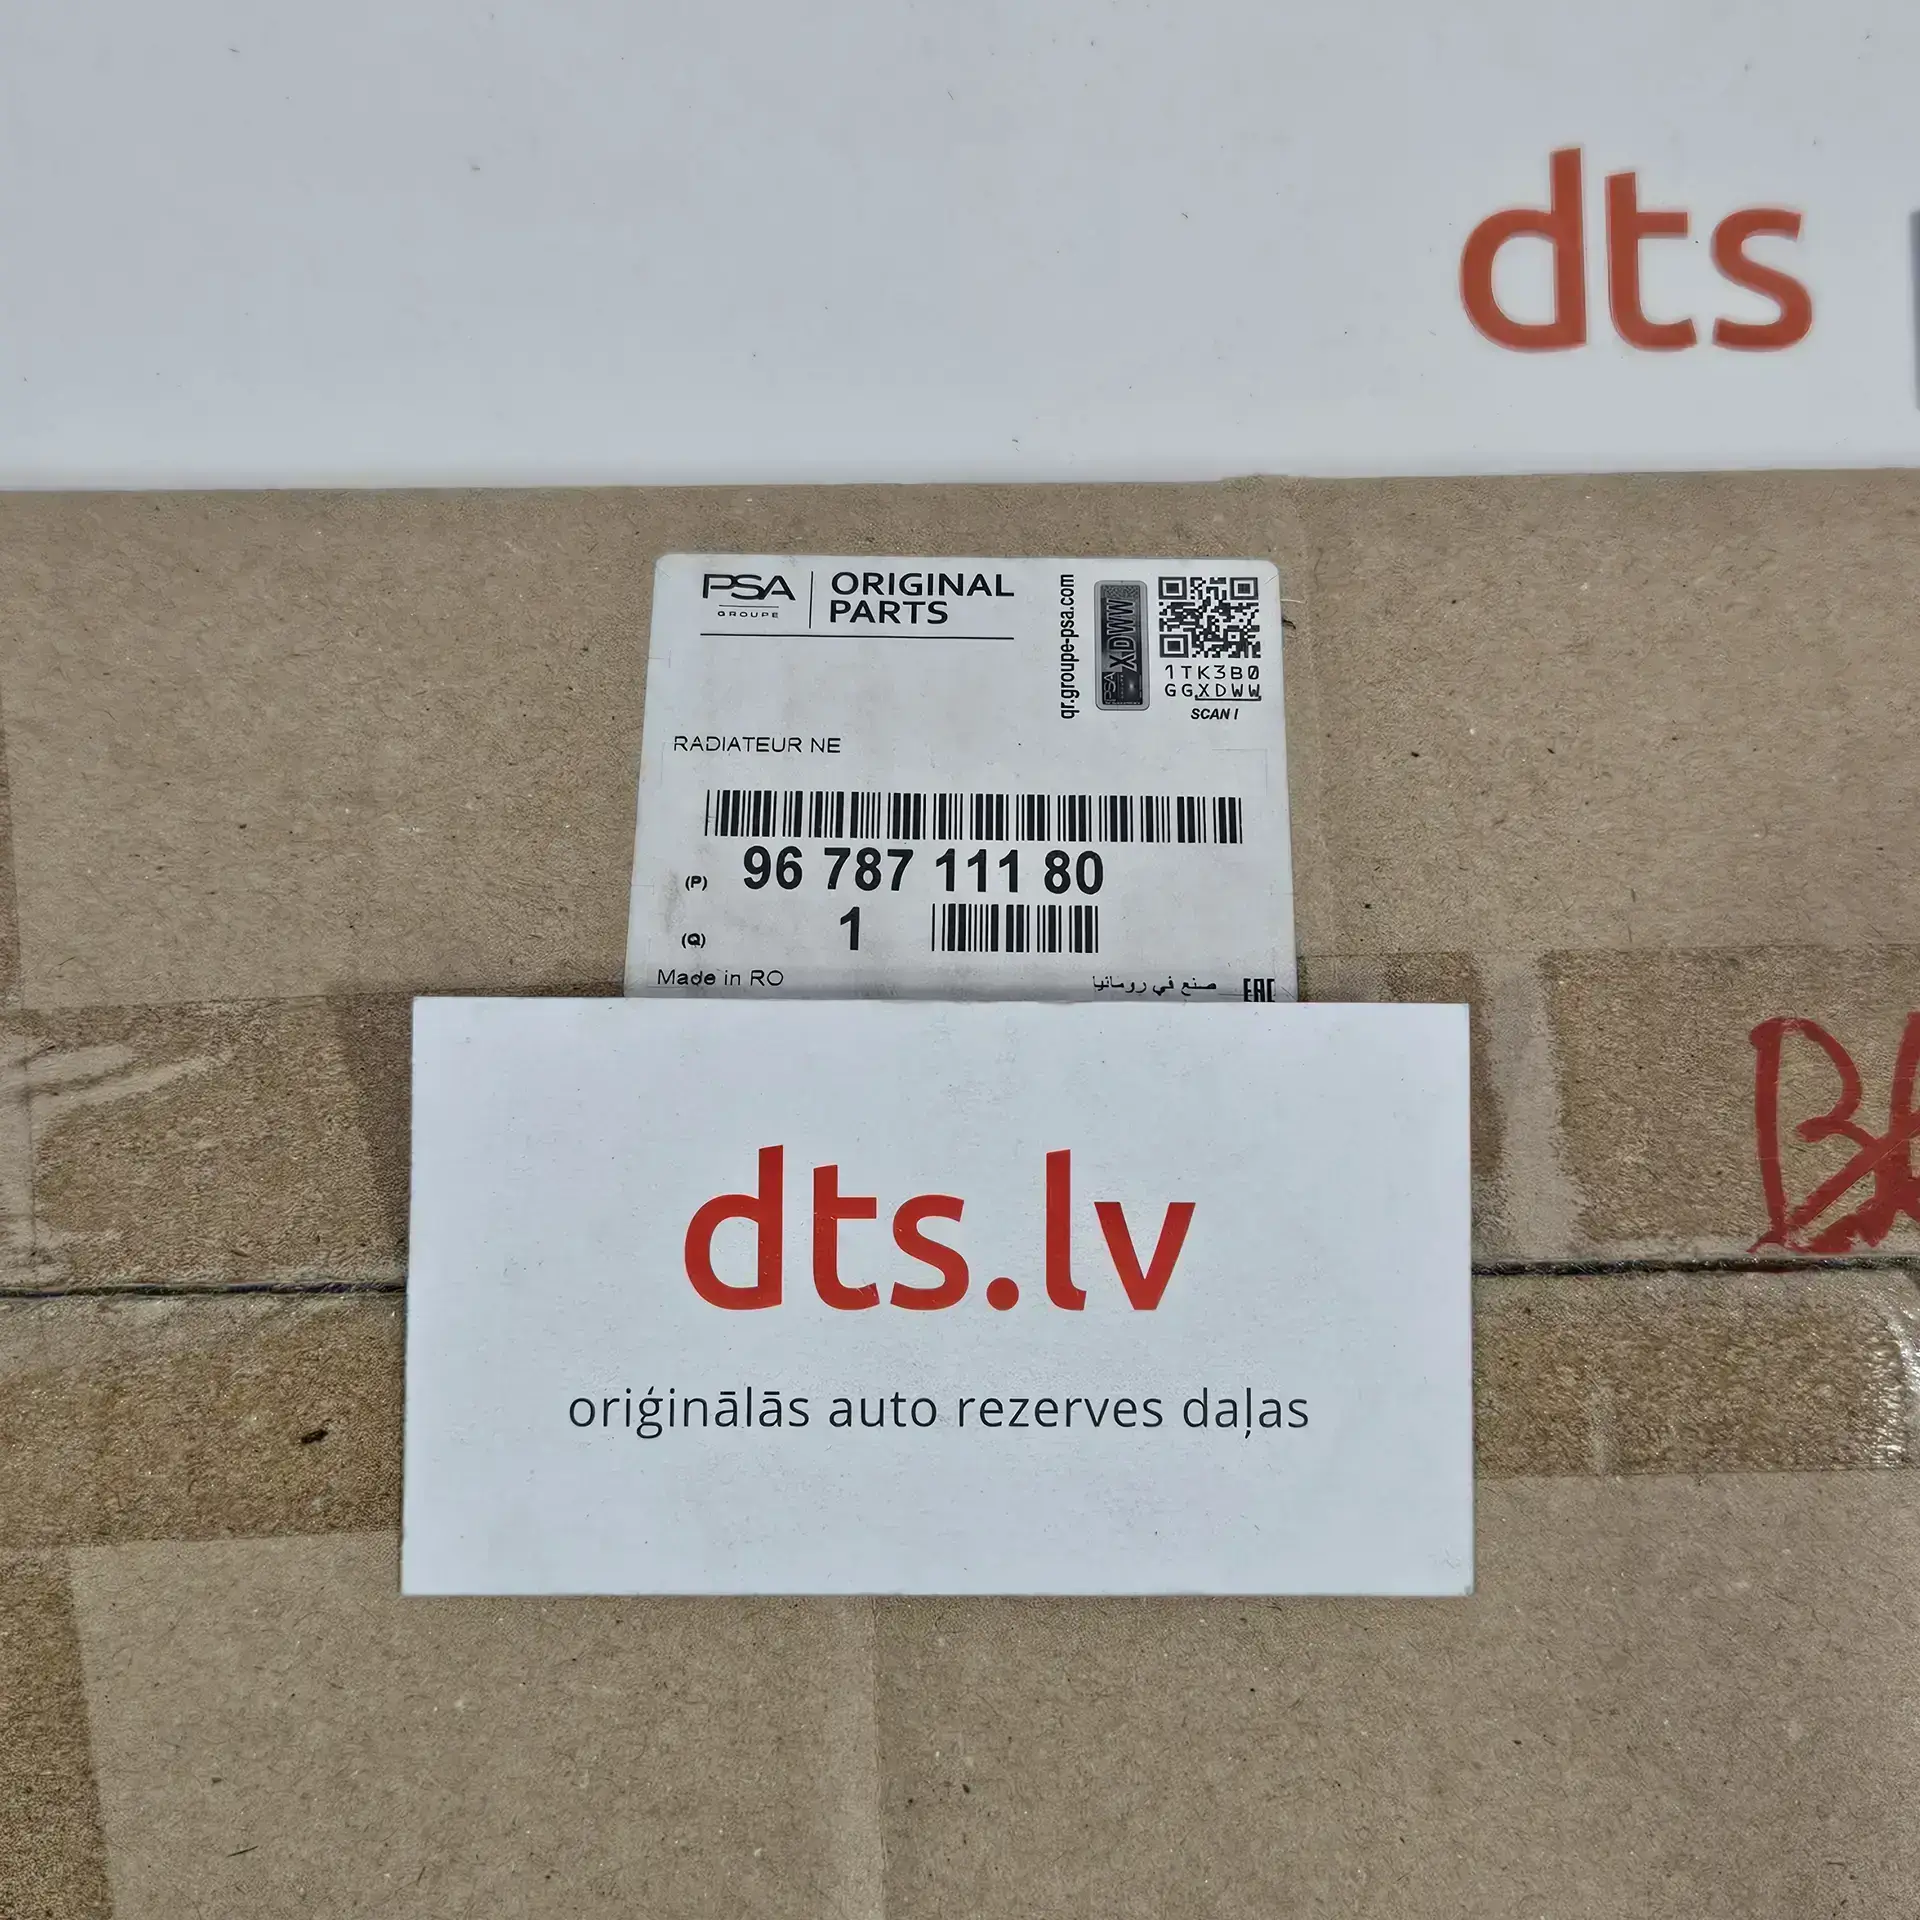 dts
PSA
GROUPE
ORIGINAL
PARTS
qr.groupe-psa.com
PSA
XDWW
1TK3B0
GGXDWW
SCAN !
RADIATEUR NE
(P) 96 787 111 80
(Q) 1
Made in RO
صنع في رومانيا
EAC
dts.lv
oriģinālās auto rezerves daļas